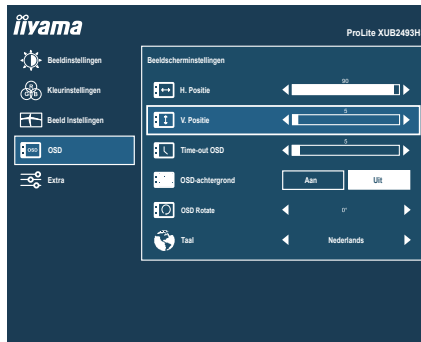 iiyama
ProLite XUB2493H
Beeldinstellingen
Kleurinstellingen
Beeld Instellingen
OSD
OSD
Extra
Beeldscherminstellingen
H. Positie
90
V. Positie
5
Time-out OSD
5
OSD-achtergrond
Aan
Uit
OSD Rotate
0°
Taal
Nederlands